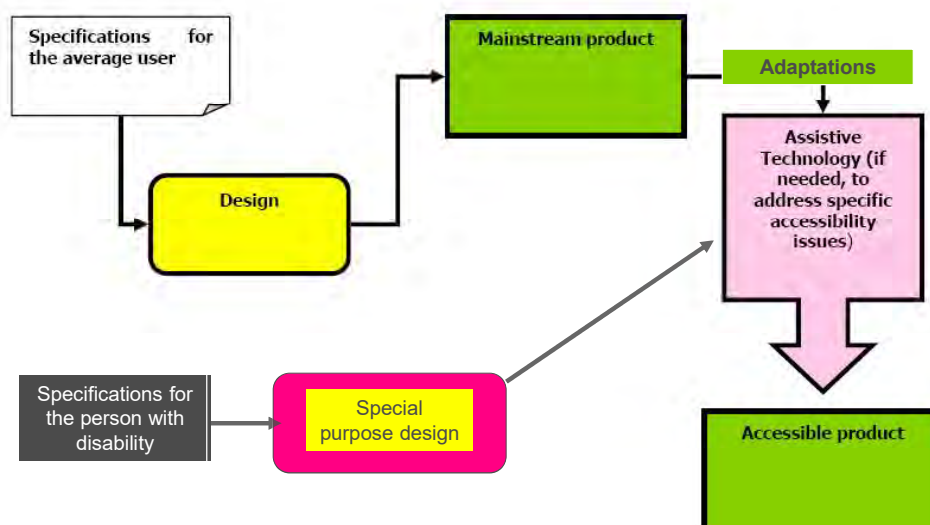 Specifications for
the average user
Mainstream product
Adaptations
Design
Assistive
Technology (if
needed, to
address specific
accessibility
issues)
Specifications for
the person with
disability
Special
purpose design
Accessible product